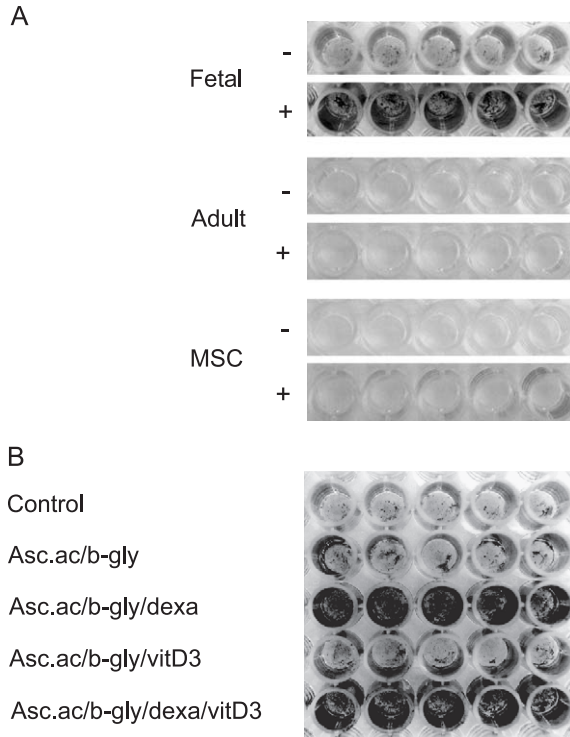 A
-
Fetal
+
-
Adult
+
-
MSC
+
B
Control
Asc.ac/b-gly
Asc.ac/b-gly/dexa
Asc.ac/b-gly/vitD3
Asc.ac/b-gly/dexa/vitD3